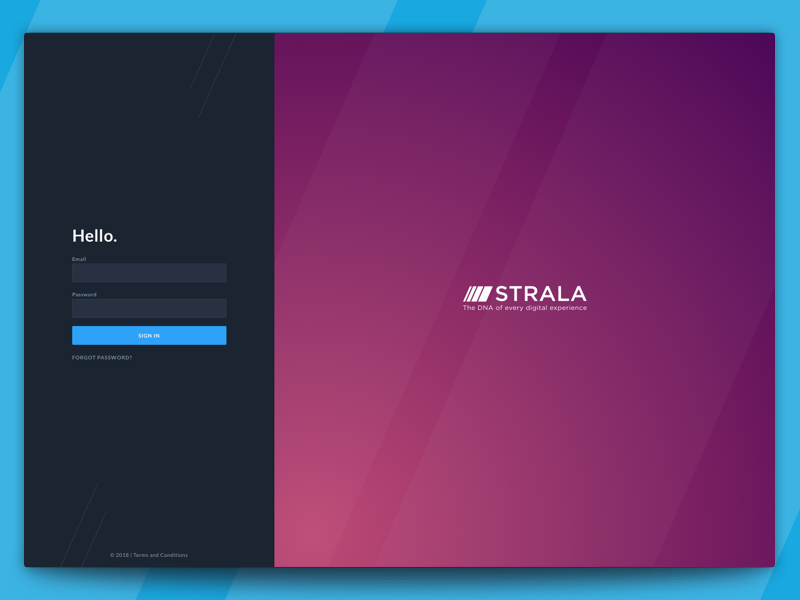 Hello.
Email
Password
SIGN IN
FORGOT PASSWORD?
© 2018 | Terms and Conditions
STRALA
The DNA of every digital experience